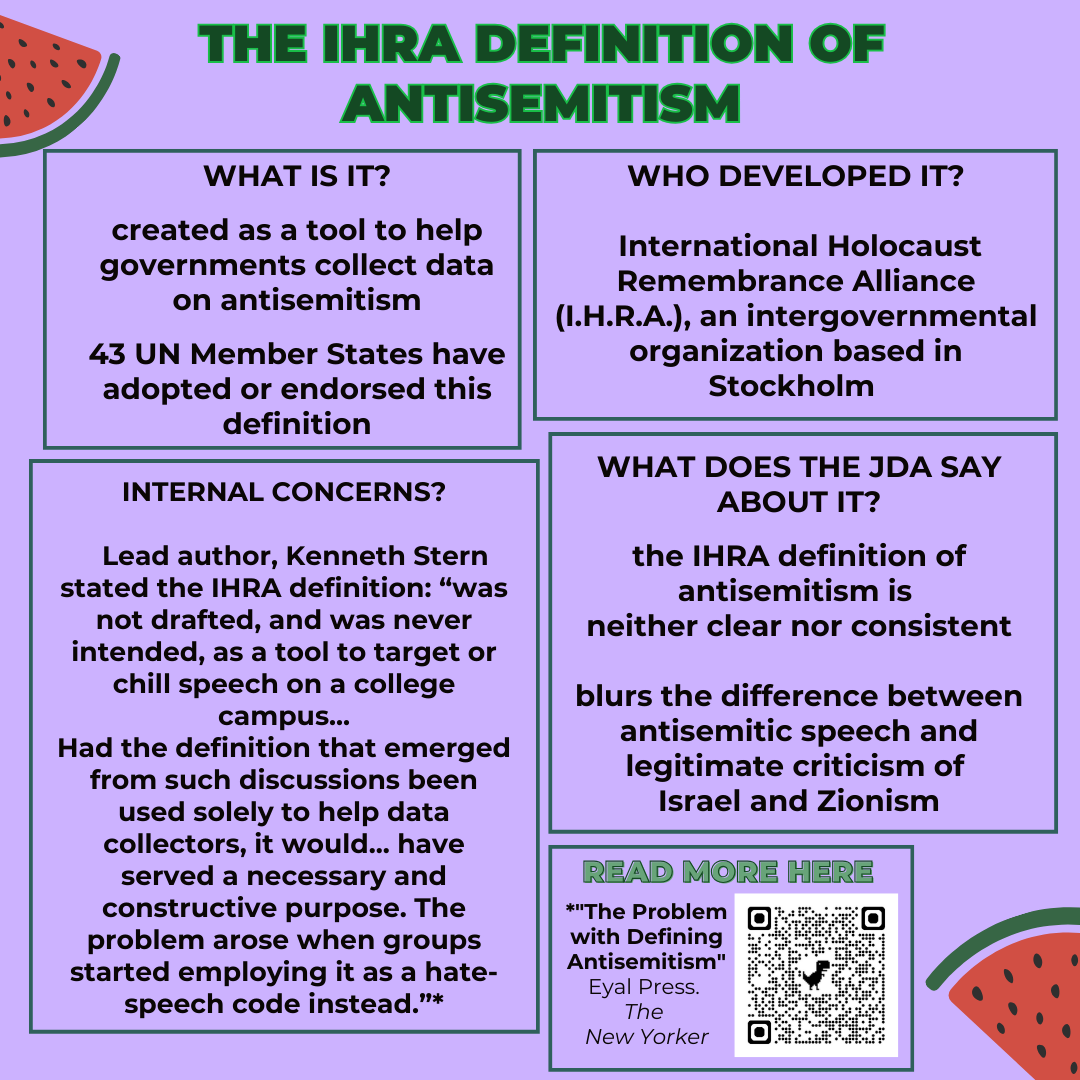 THE IHRA DEFINITION OF
ANTISEMITISM
WHAT IS IT?
created as a tool to help
governments collect data
on antisemitism
43 UN Member States have
adopted or endorsed this
definition
WHO DEVELOPED IT?
International Holocaust
Remembrance Alliance
(I.H.R.A.), an intergovernmental
organization based in
Stockholm
INTERNAL CONCERNS?
Lead author, Kenneth Stern
stated the IHRA definition: “was
not drafted, and was never
intended, as a tool to target or
chill speech on a college
campus...
Had the definition that emerged
from such discussions been
used solely to help data
collectors, it would... have
served a necessary and
constructive purpose. The
problem arose when groups
started employing it as a hate-
speech code instead.”*
WHAT DOES THE JDA SAY
ABOUT IT?
the IHRA definition of
antisemitism is
neither clear nor consistent
blurs the difference between
antisemitic speech and
legitimate criticism of
Israel and Zionism
READ MORE HERE
*"The Problem
with Defining
Antisemitism"
Eyal Press.
The
New Yorker